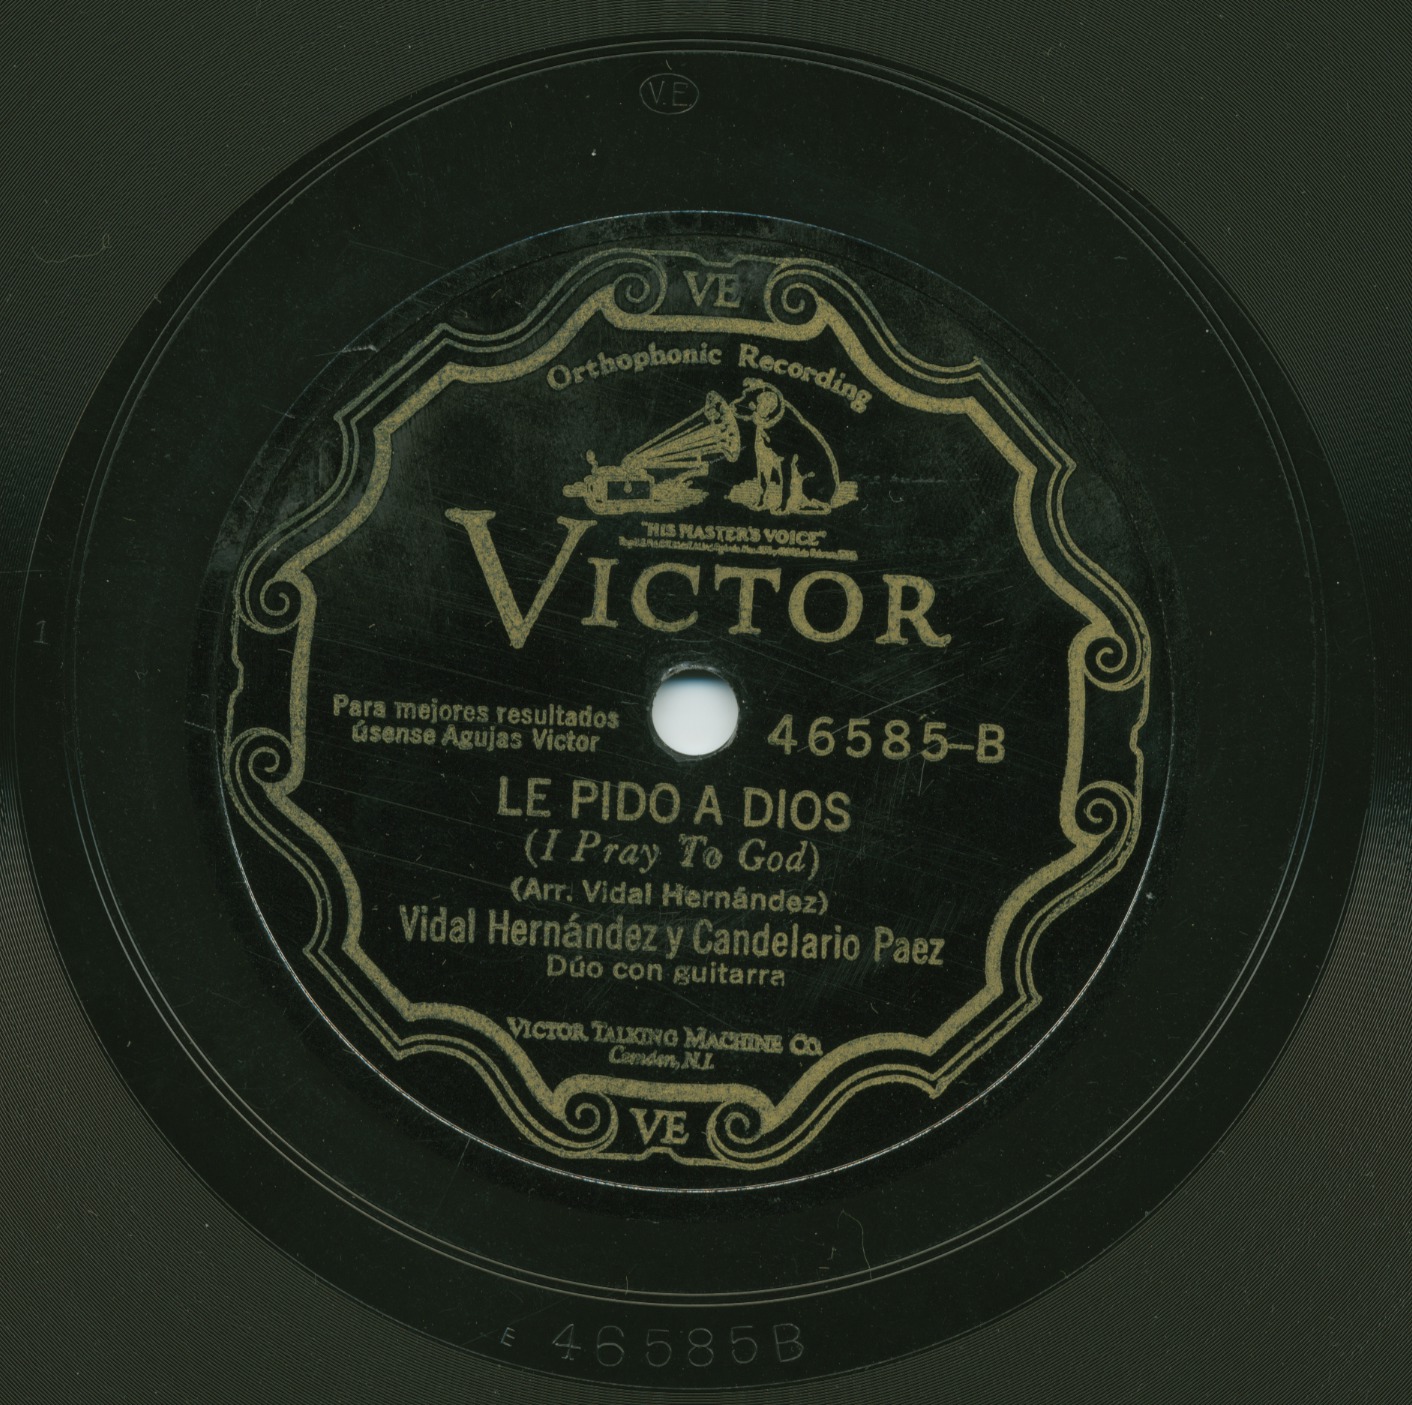 V.E.
VE
Orthophonic Recording
"HIS MASTER'S VOICE"
VICTOR
Para mejores resultados
úsense Agujas Victor
46585-B
LE PIDO A DIOS
(I Pray To God)
(Arr. Vidal Hernández)
Vidal Hernández y Candelario Paez
Dúo con guitarra
VICTOR TALKING MACHINE CO.
Camden, N.J.
VE
1
E 46585B